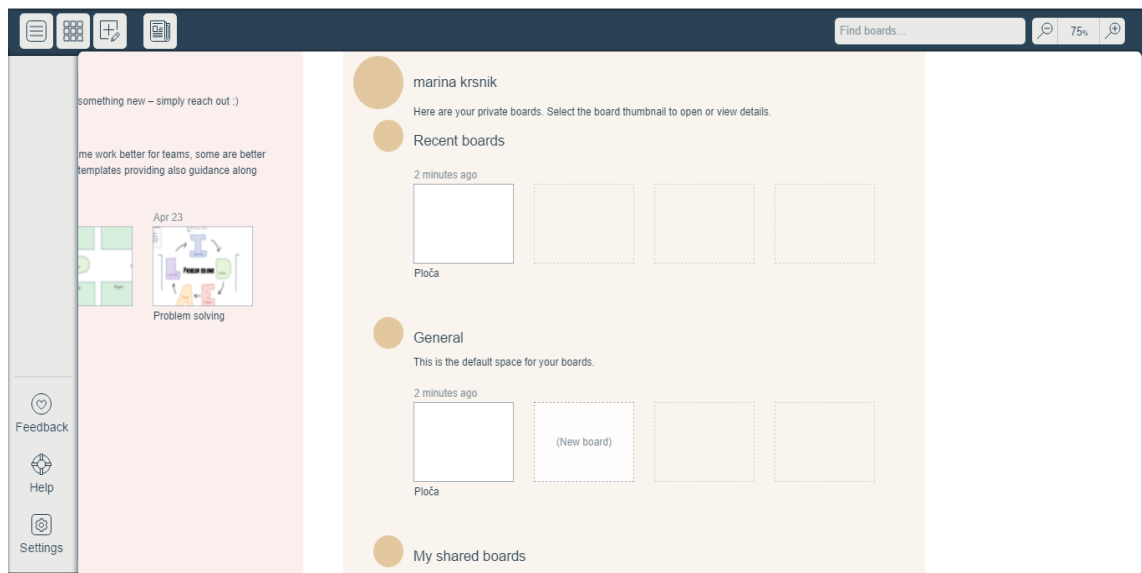 Find boards...
75%
something new – simply reach out :)
me work better for teams, some are better
templates providing also guidance along
Apr 23
PROBLEM SOLVING
Problem solving
Feedback
Help
Settings
marina krsnik
Here are your private boards. Select the board thumbnail to open or view details.
Recent boards
2 minutes ago
Ploča
General
This is the default space for your boards.
2 minutes ago
(New board)
Ploča
My shared boards